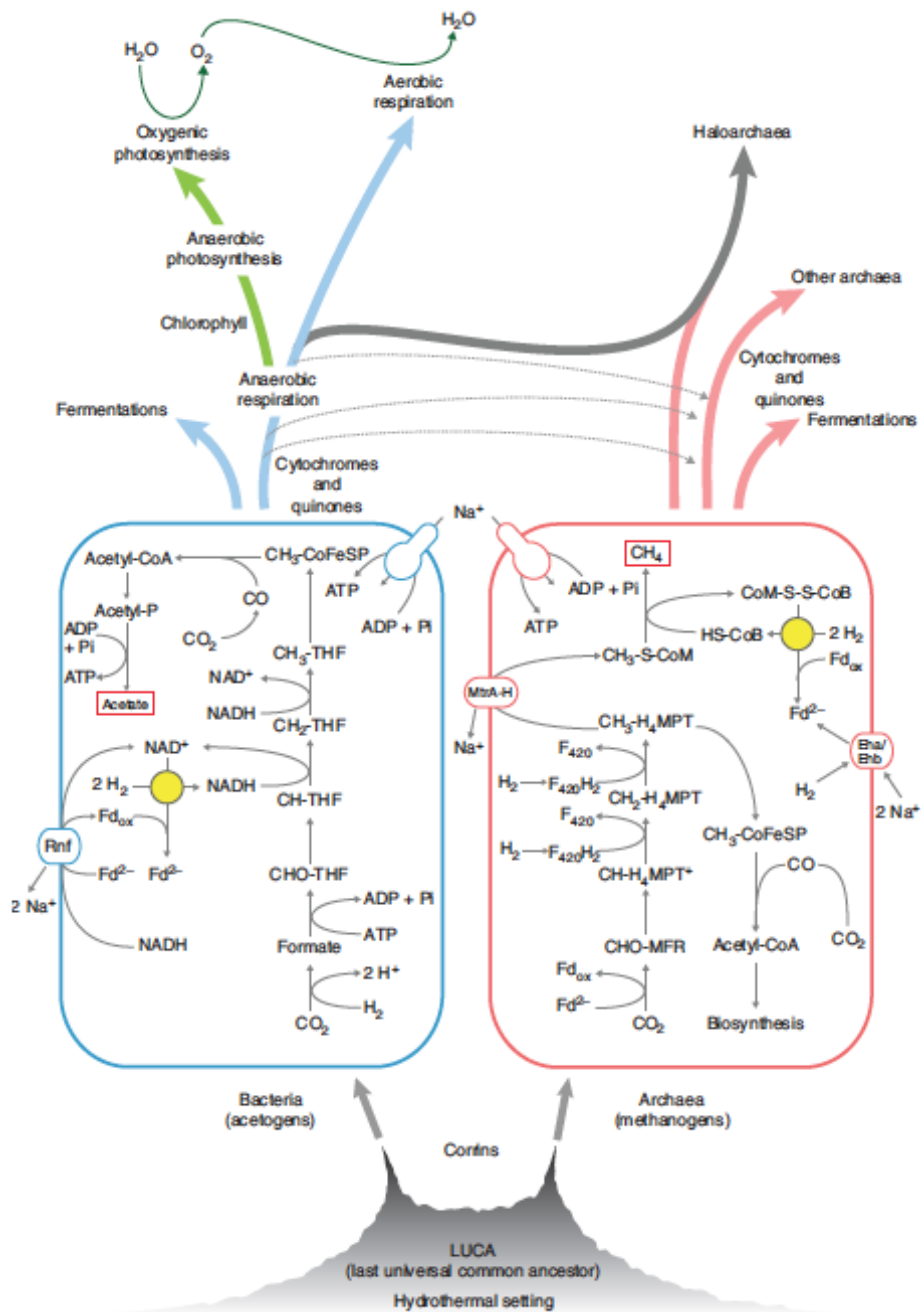 H₂O
O₂
H₂O
Oxygenic
photosynthesis
Aerobic
respiration
Haloarchaea
Anaerobic
photosynthesis
Other archaea
Chlorophyll
Anaerobic
respiration
Cytochromes
and
quinones
Fermentations
Fermentations
Cytochromes
and
quinones
Na⁺
Acetyl-CoA
CH₃-CoFeSP
ATP
ADP + Pi
CO
CO₂
Acetyl-P
ADP
+ Pi
ATP
Acetate
CH₃-THF
NAD⁺
NADH
CH₂-THF
NAD⁺
2 H₂
NADH
CH-THF
Fdox
Rnf
Fd²⁻
Fd²⁻
2 Na⁺
NADH
CHO-THF
ADP + Pi
ATP
Formate
2 H⁺
H₂
CO₂
CH₄
ADP + Pi
ATP
CoM-S-S-CoB
HS-CoB
2 H₂
CH₃-S-CoM
Fdox
Fd²⁻
MtrA-H
Na⁺
CH₃-H₄MPT
F₄₂₀
H₂
F₄₂₀H₂
CH₂-H₄MPT
F₄₂₀
H₂
F₄₂₀H₂
CH-H₄MPT⁺
Eha/
Ehb
H₂
2 Na⁺
CH₃-CoFeSP
CO
CO₂
Acetyl-CoA
Biosynthesis
CHO-MFR
Fdox
Fd²⁻
CO₂
Bacteria
(acetogens)
Archaea
(methanogens)
Corrins
LUCA
(last universal common ancestor)
Hydrothermal setting